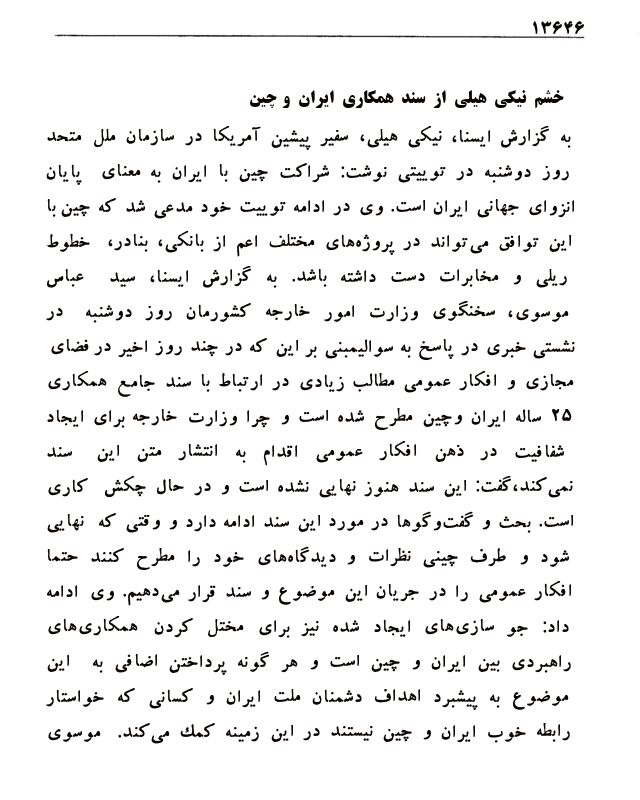 ۱۳۶۴۶
خشم نیکی هیلی از سند همکاری ایران و چین
به گزارش ایسنا، نیکی هیلی، سفیر پیشین آمریکا در سازمان ملل متحد
روز دوشنبه در توییتی نوشت: شراکت چین با ایران به معنای پایان
انزوای جهانی ایران است. وی در ادامه توییت خود مدعی شد که چین با
این توافق می‌تواند در پروژه‌های مختلف اعم از بانکی، بنادر، خطوط
ریلی و مخابرات دست داشته باشد. به گزارش ایسنا، سید عباس
موسوی، سخنگوی وزارت امور خارجه کشورمان روز دوشنبه در
نشستی خبری در پاسخ به سوالیمبنی بر این که در چند روز اخیر در فضای
مجازی و افکار عمومی مطالب زیادی در ارتباط با سند جامع همکاری
۲۵ ساله ایران وچین مطرح شده است و چرا وزارت خارجه برای ایجاد
شفافیت در ذهن افکار عمومی اقدام به انتشار متن این سند
نمی‌کند،گفت: این سند هنوز نهایی نشده است و در حال چکش کاری
است. بحث و گفت‌وگوها در مورد این سند ادامه دارد و وقتی که نهایی
شود و طرف چینی نظرات و دیدگاه‌های خود را مطرح کنند حتما
افکار عمومی را در جریان این موضوع و سند قرار می‌دهیم. وی ادامه
داد: جو سازی‌های ایجاد شده نیز برای مختل کردن همکاری‌های
راهبردی بین ایران و چین است و هر گونه پرداختن اضافی به این
موضوع به پیشبرد اهداف دشمنان ملت ایران و کسانی که خواستار
رابطه خوب ایران و چین نیستند در این زمینه کمك می‌کند. موسوی